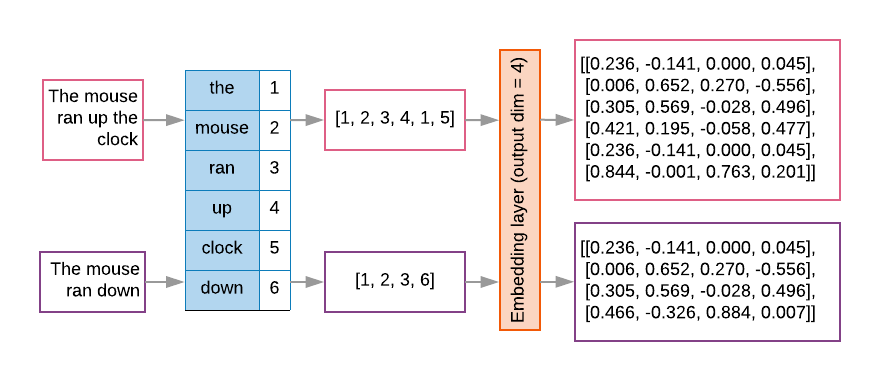 The mouse
ran up the
clock
the 1
mouse 2
ran 3
up 4
clock 5
down 6
[1, 2, 3, 4, 1, 5]
Embedding layer (output dim = 4)
[[0.236, -0.141, 0.000, 0.045],
[0.006, 0.652, 0.270, -0.556],
[0.305, 0.569, -0.028, 0.496],
[0.421, 0.195, -0.058, 0.477],
[0.236, -0.141, 0.000, 0.045],
[0.844, -0.001, 0.763, 0.201]]
The mouse
ran down
[1, 2, 3, 6]
[[0.236, -0.141, 0.000, 0.045],
[0.006, 0.652, 0.270, -0.556],
[0.305, 0.569, -0.028, 0.496],
[0.466, -0.326, 0.884, 0.007]]